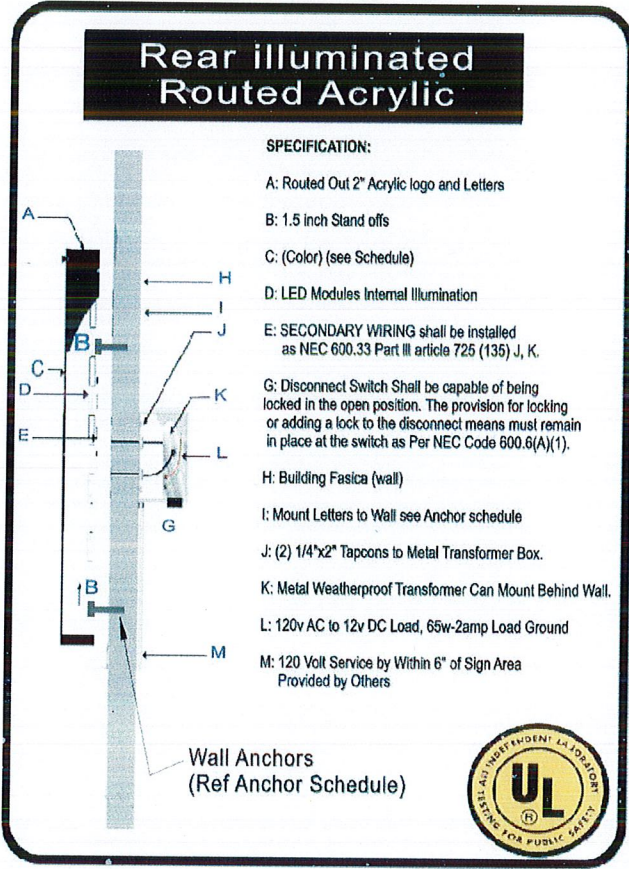 Rear illuminated
Routed Acrylic
SPECIFICATION:
A: Routed Out 2" Acrylic logo and Letters
B: 1.5 inch Stand offs
C: (Color) (see Schedule)
D: LED Modules Internal Illumination
E: SECONDARY WIRING shall be installed
as NEC 600.33 Part III article 725 (135) J, K.
G: Disconnect Switch Shall be capable of being
locked in the open position. The provision for locking
or adding a lock to the disconnect means must remain
in place at the switch as Per NEC Code 600.6(A)(1).
H: Building Fasica (wall)
I: Mount Letters to Wall see Anchor schedule
J: (2) 1/4"x2" Tapcons to Metal Transformer Box.
K: Metal Weatherproof Transformer Can Mount Behind Wall.
L: 120v AC to 12v DC Load, 65w-2amp Load Ground
M: 120 Volt Service by Within 6" of Sign Area
Provided by Others
A
B
C
D
E
B
H
I
J
K
L
G
M
Wall Anchors
(Ref Anchor Schedule)
AN INDEPENDENT LABORATORY
TESTING FOR PUBLIC SAFETY
UL
®